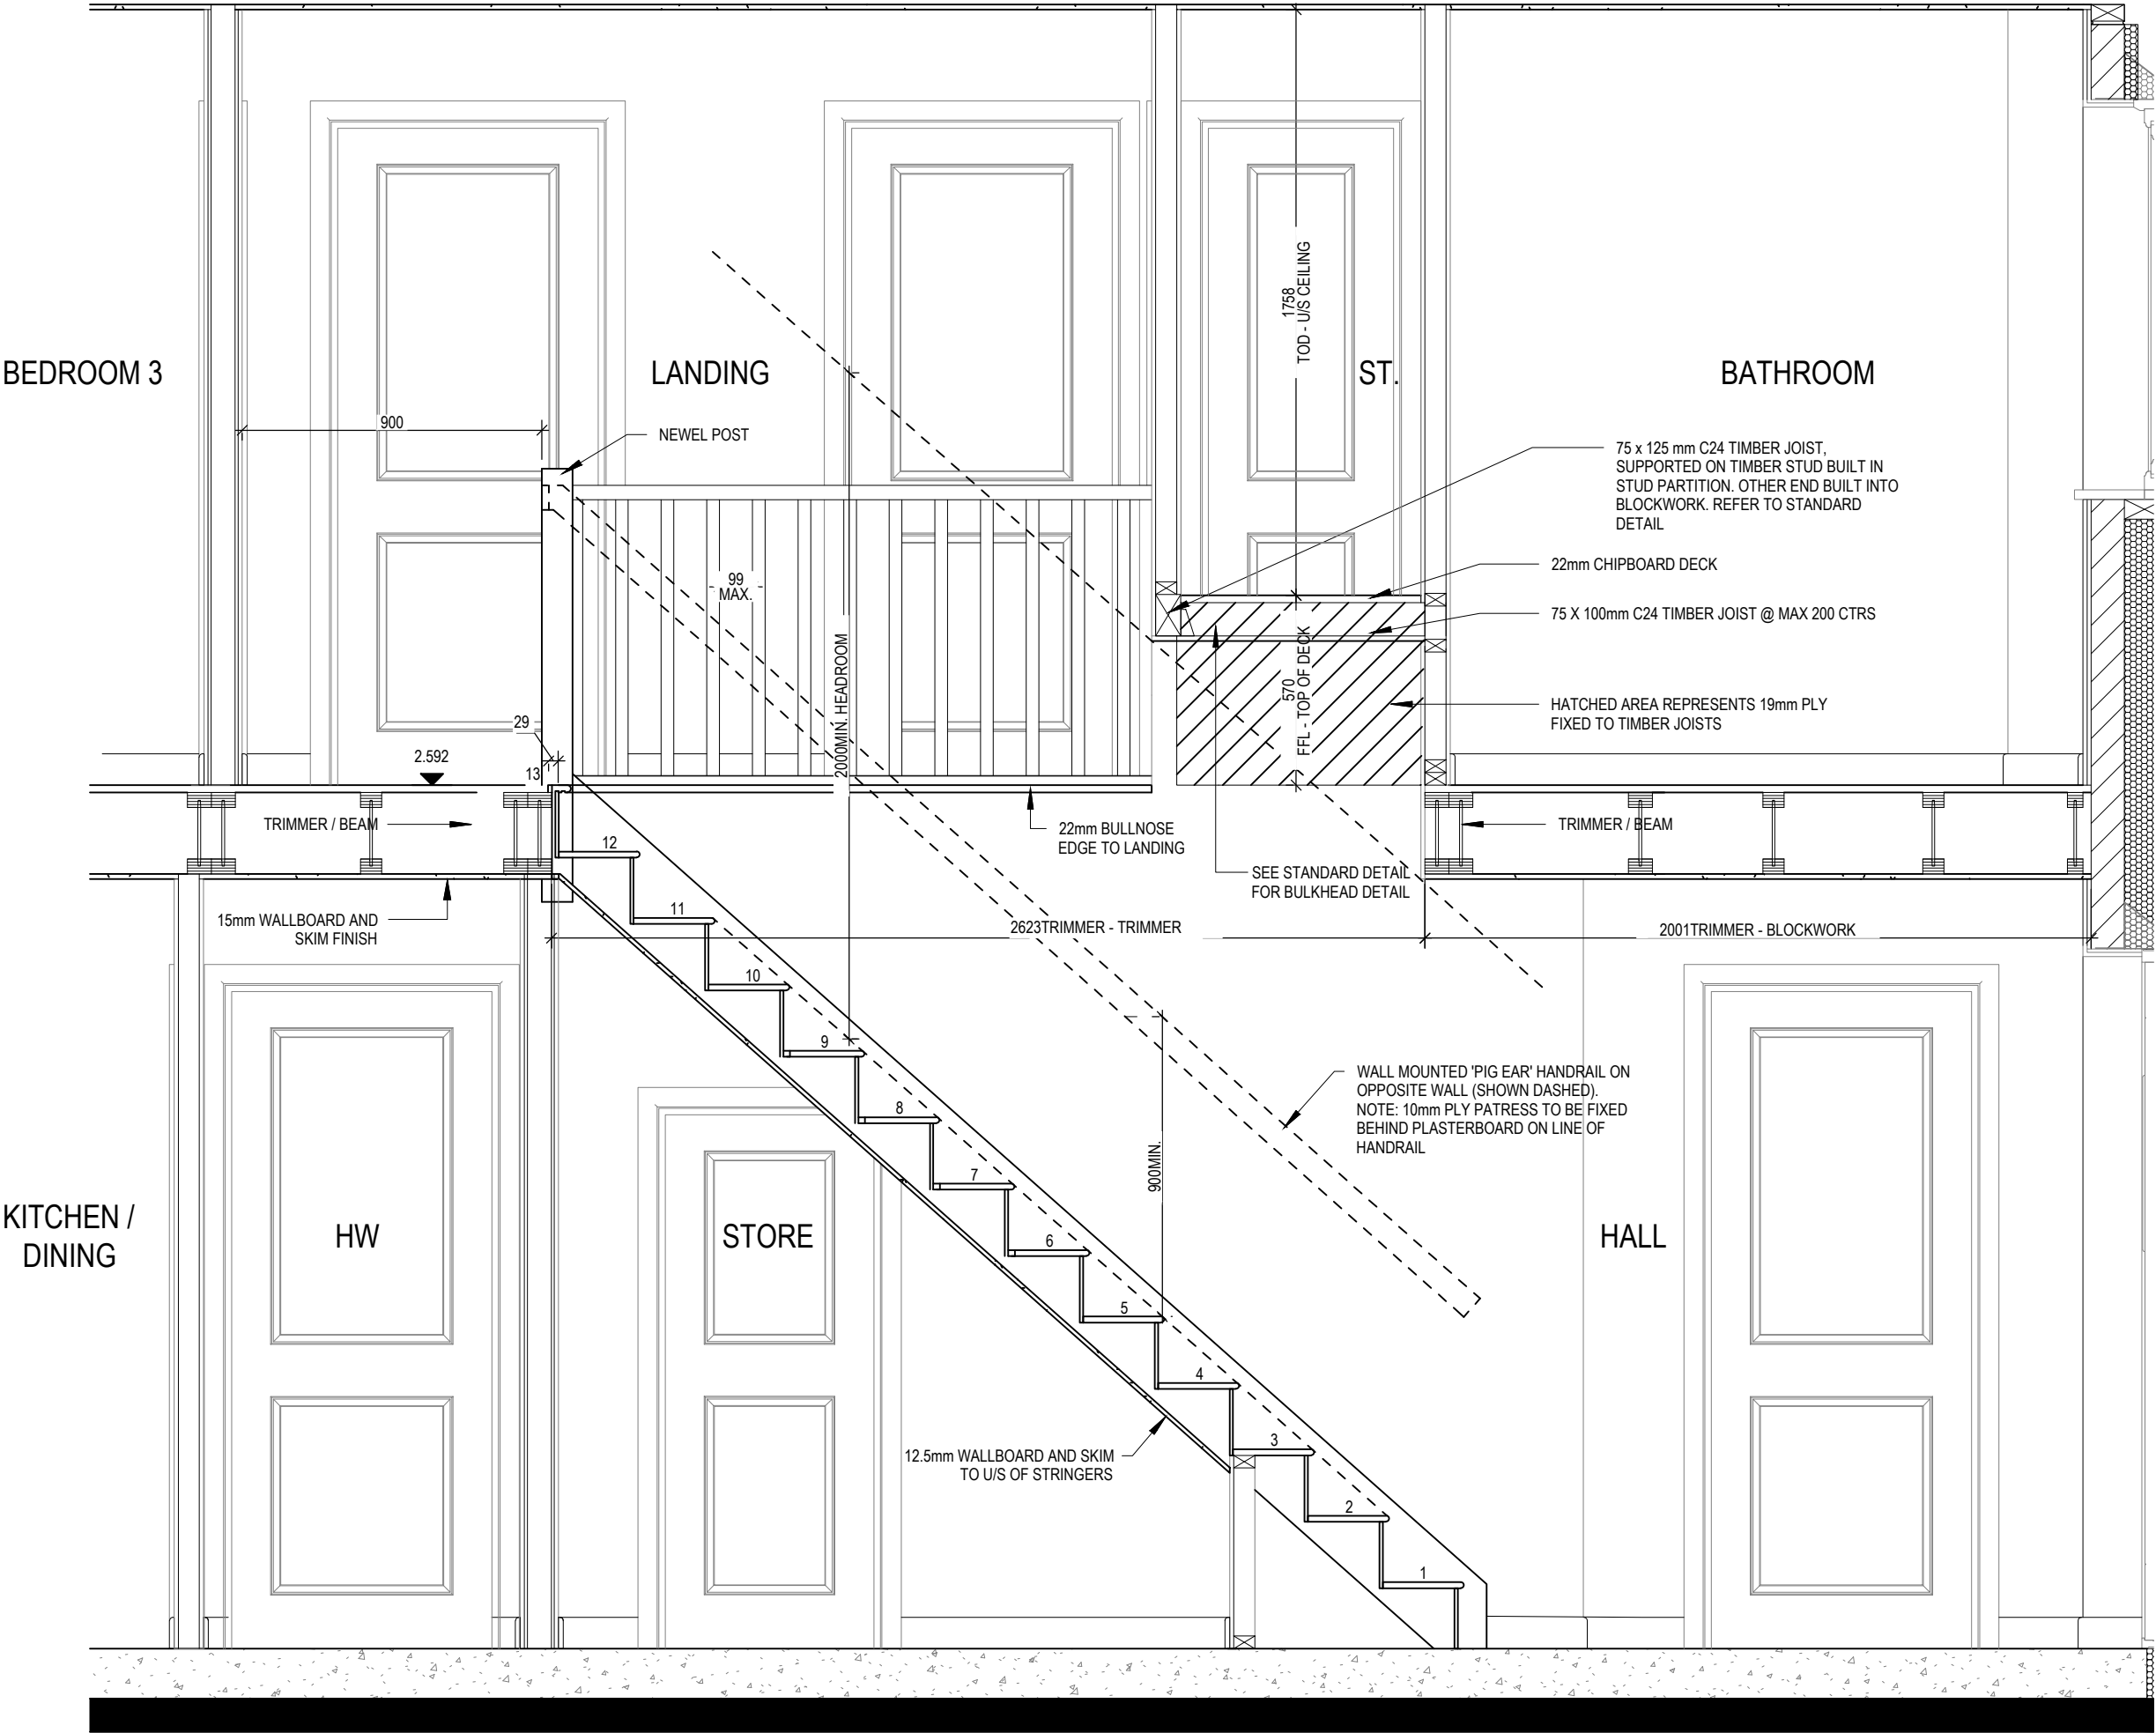 1758
TOD - U/S CEILING
BEDROOM 3
LANDING
ST.
BATHROOM
900
NEWEL POST
75 x 125 mm C24 TIMBER JOIST,
SUPPORTED ON TIMBER STUD BUILT IN
STUD PARTITION. OTHER END BUILT INTO
BLOCKWORK. REFER TO STANDARD
DETAIL
22mm CHIPBOARD DECK
99
MAX.
75 X 100mm C24 TIMBER JOIST @ MAX 200 CTRS
2000MIN. HEADROOM
570
FFL - TOP OF DECK
HATCHED AREA REPRESENTS 19mm PLY
FIXED TO TIMBER JOISTS
29
13
2.592
TRIMMER / BEAM
22mm BULLNOSE
EDGE TO LANDING
TRIMMER / BEAM
SEE STANDARD DETAIL
FOR BULKHEAD DETAIL
15mm WALLBOARD AND
SKIM FINISH
2623TRIMMER - TRIMMER
2001TRIMMER - BLOCKWORK
12
11
10
9
8
7
6
5
4
3
2
1
WALL MOUNTED 'PIG EAR' HANDRAIL ON
OPPOSITE WALL (SHOWN DASHED).
NOTE: 10mm PLY PATRESS TO BE FIXED
BEHIND PLASTERBOARD ON LINE OF
HANDRAIL
900MIN.
KITCHEN /
DINING
HW
STORE
HALL
12.5mm WALLBOARD AND SKIM
TO U/S OF STRINGERS